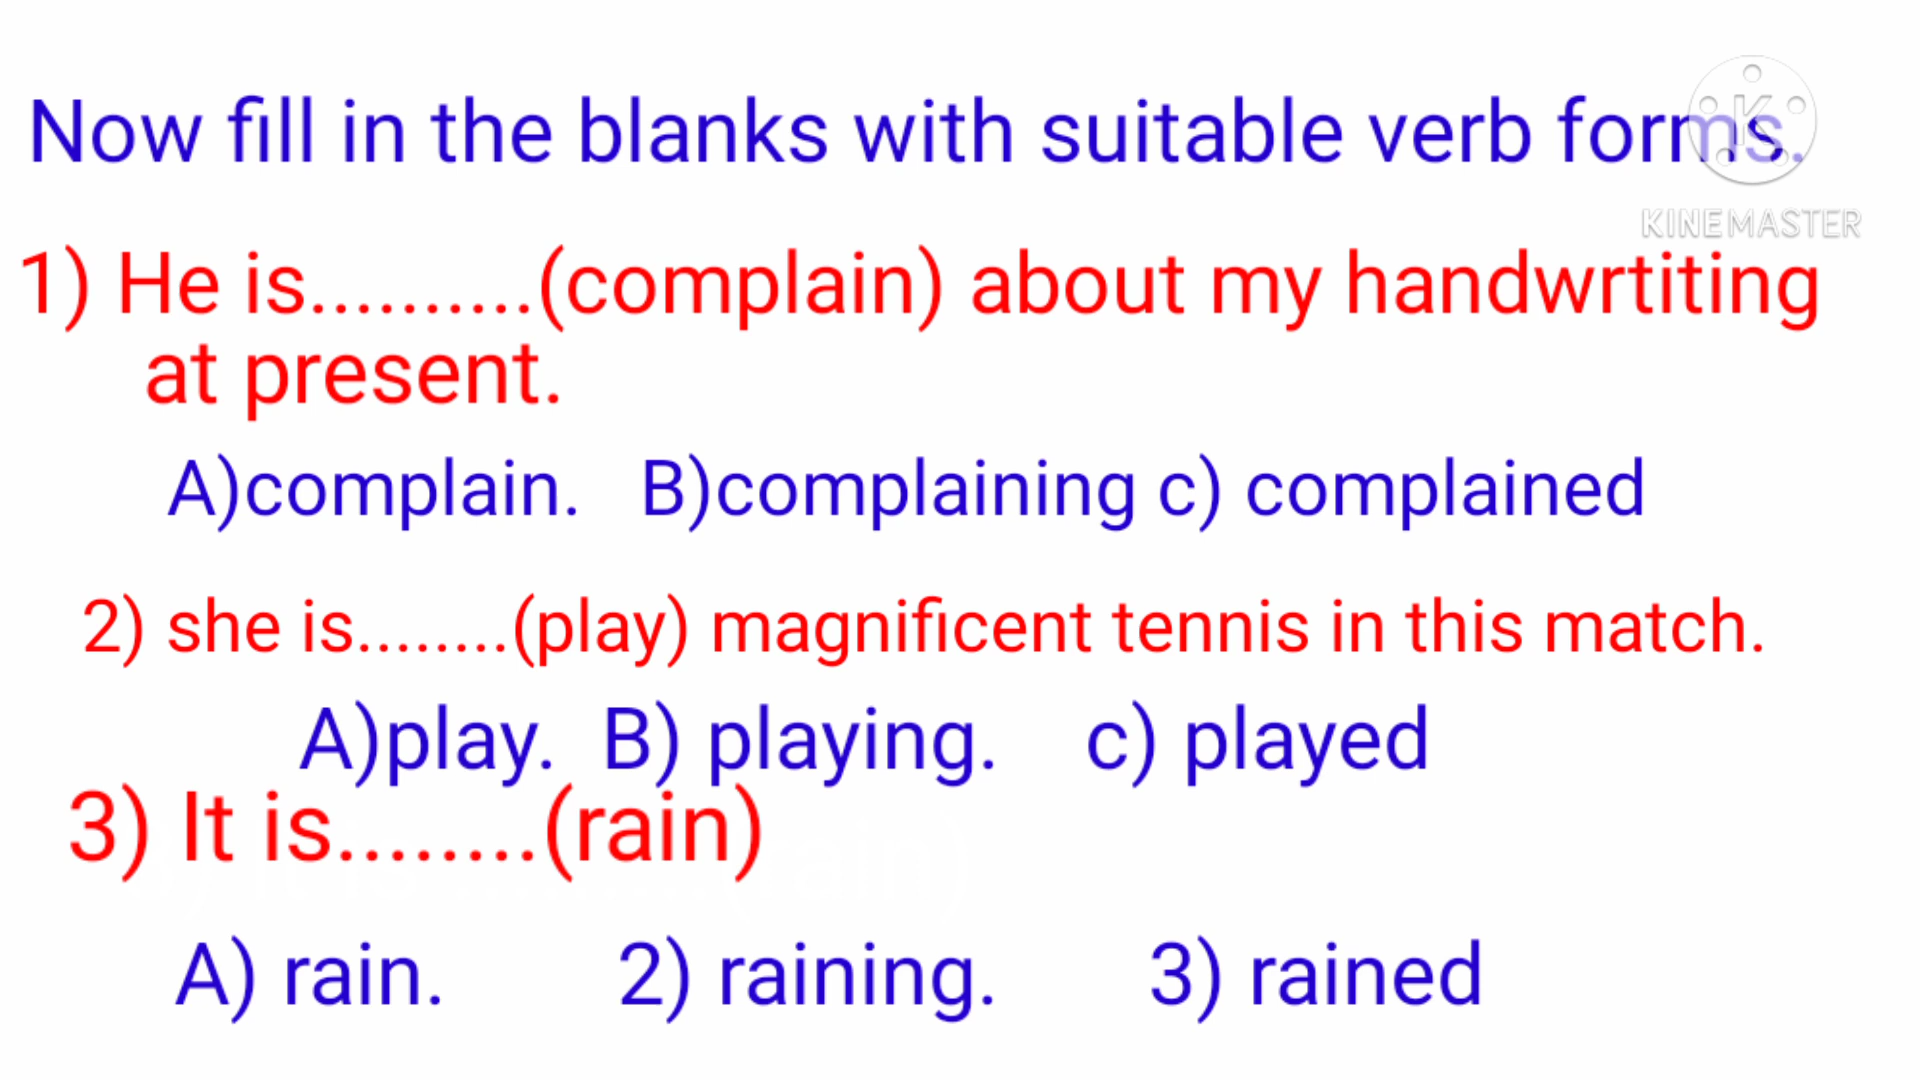 Now fill in the blanks with suitable verb forms.
KINEMASTER
1) He is..........(complain) about my handwrtiting
at present.
A)complain. B)complaining c) complained
2) she is........(play) magnificent tennis in this match.
A)play. B) playing. c) played
3) It is........(rain)
A) rain. 2) raining. 3) rained